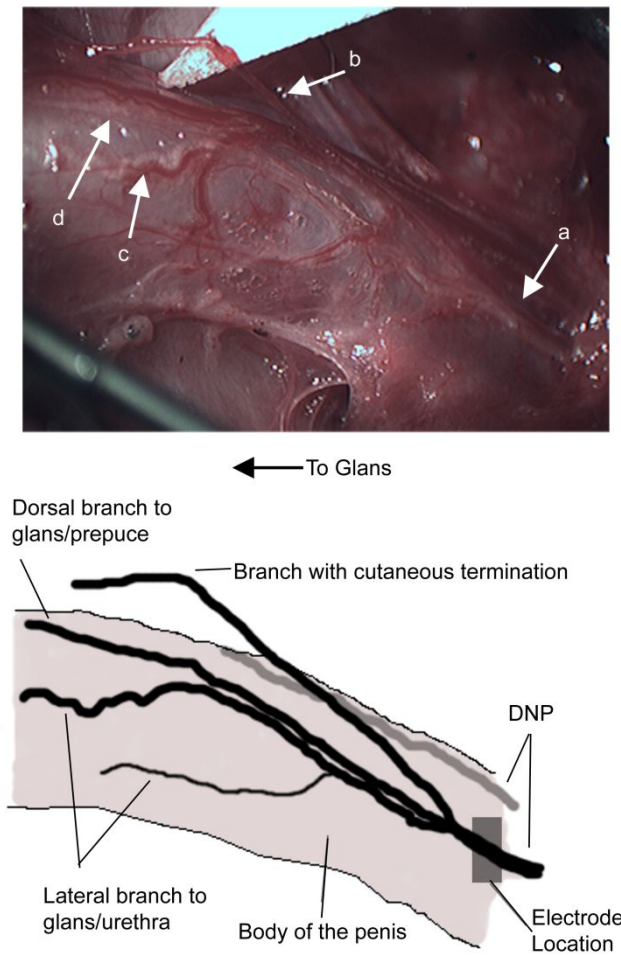 b
d
c
a
To Glans
Dorsal branch to
glans/prepuce
Branch with cutaneous termination
DNP
Lateral branch to
glans/urethra
Body of the penis
Electrode
Location